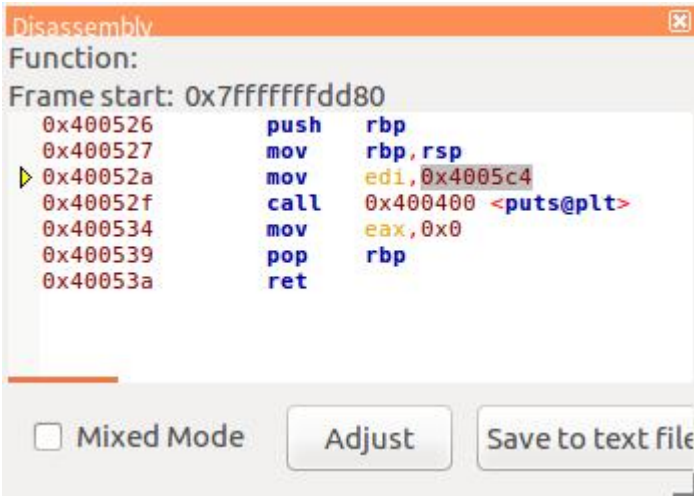 Disassembly
Function:
Frame start: 0x7fffffffdd80
0x400526 push rbp
0x400527 mov rbp,rsp
0x40052a mov edi,0x4005c4
0x40052f call 0x400400 <puts@plt>
0x400534 mov eax,0x0
0x400539 pop rbp
0x40053a ret
Mixed Mode Adjust Save to text file